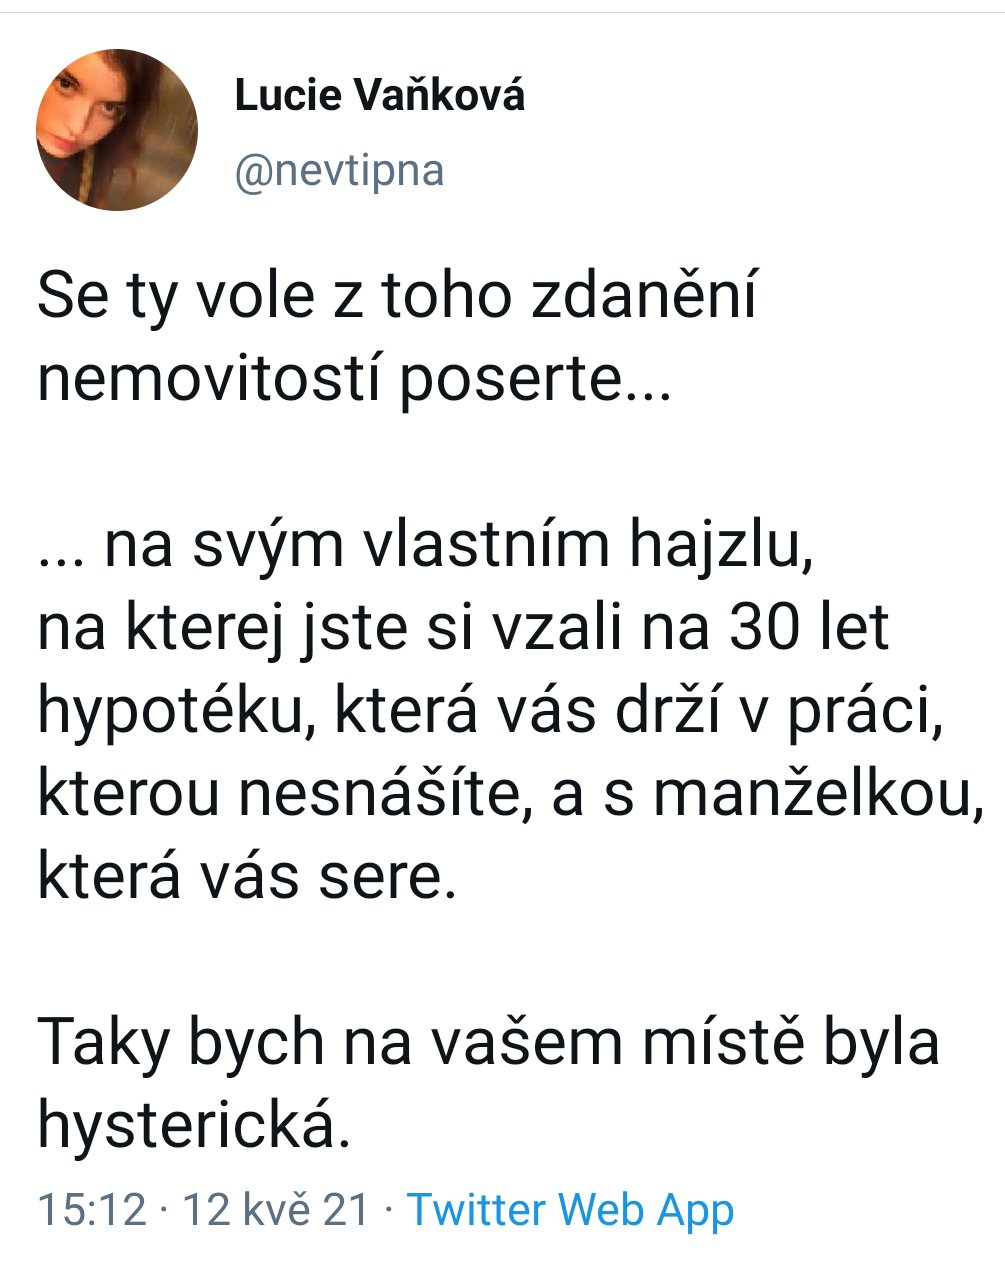 Lucie Vaňková
@nevtipna
Se ty vole z toho zdanění
nemovitostí poserte...
... na svým vlastním hajzlu,
na kterej jste si vzali na 30 let
hypotéku, která vás drží v práci,
kterou nesnášíte, a s manželkou,
která vás sere.
Taky bych na vašem místě byla
hysterická.
15:12 · 12 kvě 21 · Twitter Web App